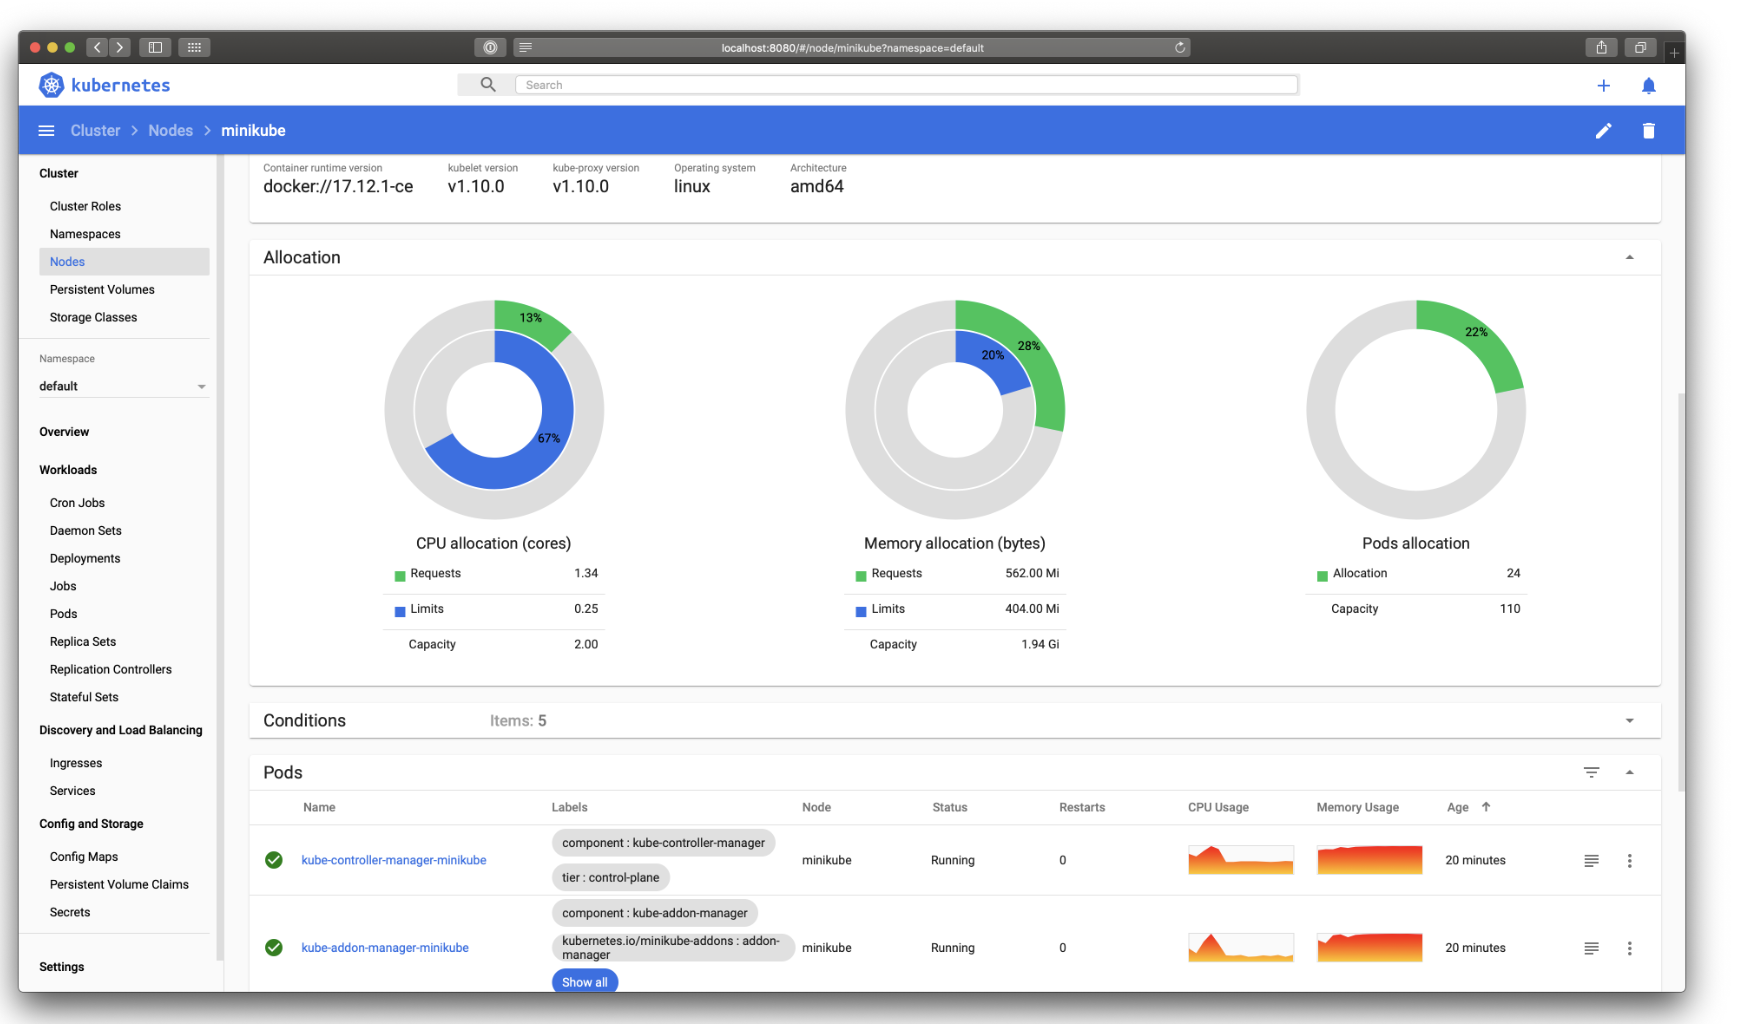 localhost:8080/#/node/minikube?namespace=default
kubernetes
Search
Cluster > Nodes > minikube
Cluster
Cluster Roles
Namespaces
Nodes
Persistent Volumes
Storage Classes
Namespace
default
Overview
Workloads
Cron Jobs
Daemon Sets
Deployments
Jobs
Pods
Replica Sets
Replication Controllers
Stateful Sets
Discovery and Load Balancing
Ingresses
Services
Config and Storage
Config Maps
Persistent Volume Claims
Secrets
Settings
Container runtime version kubelet version kube-proxy version Operating system Architecture
docker://17.12.1-ce v1.10.0 v1.10.0 linux amd64
Allocation
13%
67%
CPU allocation (cores)
Requests 1.34
Limits 0.25
Capacity 2.00
28%
20%
Memory allocation (bytes)
Requests 562.00 Mi
Limits 404.00 Mi
Capacity 1.94 Gi
22%
Pods allocation
Allocation 24
Capacity 110
Conditions Items: 5
Pods
Name Labels Node Status Restarts CPU Usage Memory Usage Age
component : kube-controller-manager
kube-controller-manager-minikube minikube Running 0 20 minutes
tier : control-plane
component : kube-addon-manager
kubernetes.io/minikube-addons : addon-
manager
kube-addon-manager-minikube minikube Running 0 20 minutes
Show all